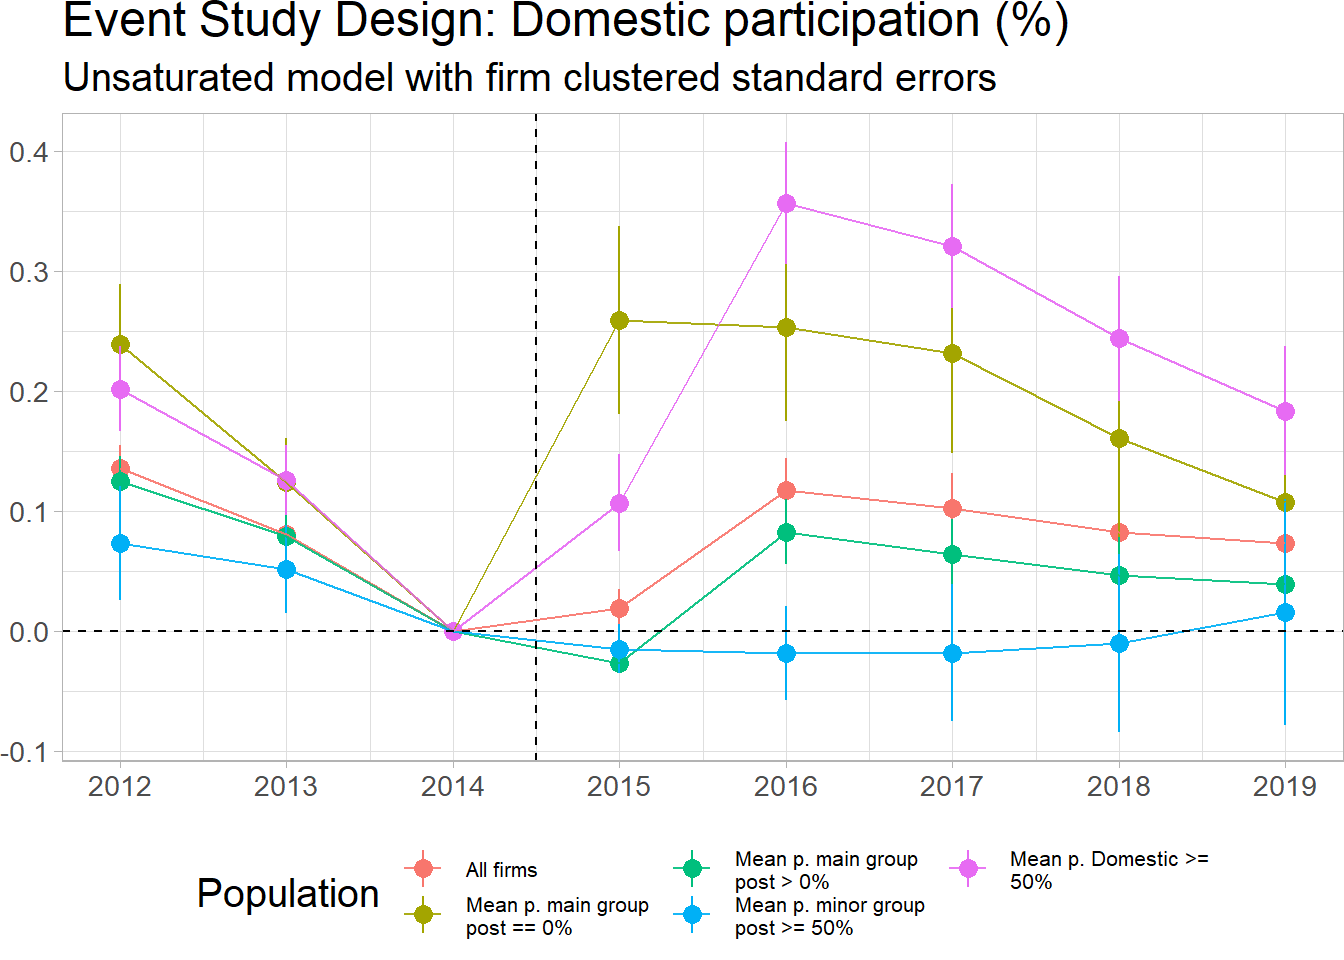 Event Study Design: Domestic participation (%)
Unsaturated model with firm clustered standard errors
0.4
0.3
0.2
0.1
0.0
-0.1
2012 2013 2014 2015 2016 2017 2018 2019
Population
All firms
Mean p. main group
post == 0%
Mean p. main group
post > 0%
Mean p. minor group
post >= 50%
Mean p. Domestic >=
50%